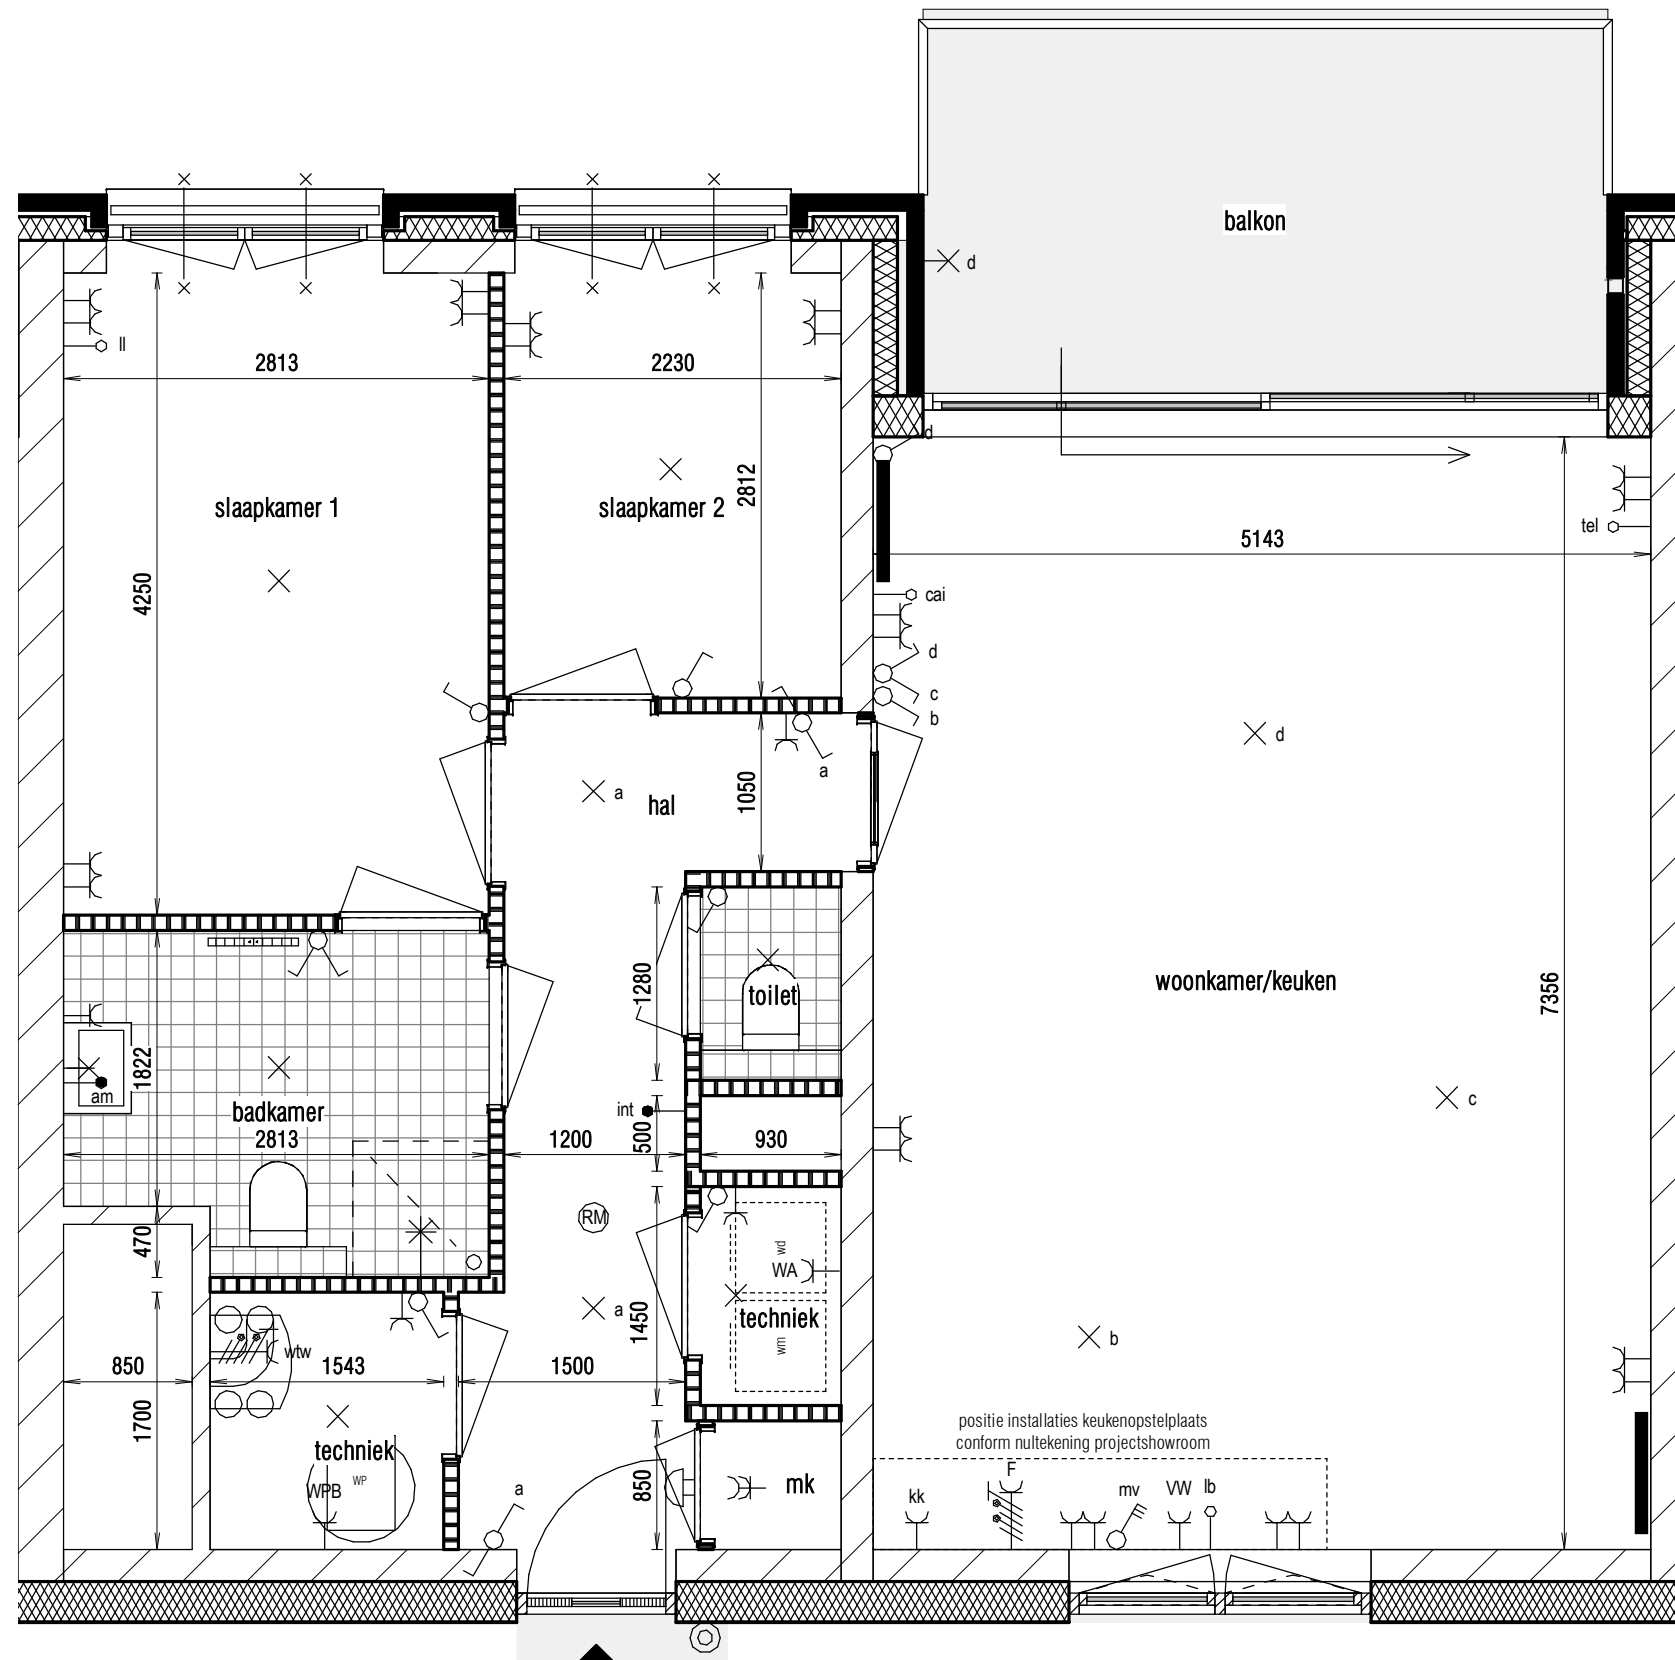 balkon
d
ll
2813
2230
d
slaapkamer 1
slaapkamer 2
2812
tel
5143
4250
cai
d
c
b
d
a
a
hal
1050
woonkamer/keuken
7356
toilet
1280
1822
am
badkamer
2813
int
500
1200
930
c
470
RM
wd
WA
techniek
wm
a
1450
b
wtw
850
1543
1500
1700
positie installaties keukenopstelplaats
conform nultekening projectshowroom
techniek
WP
WPB
a
850
mk
kk
F
mv
VW
lb